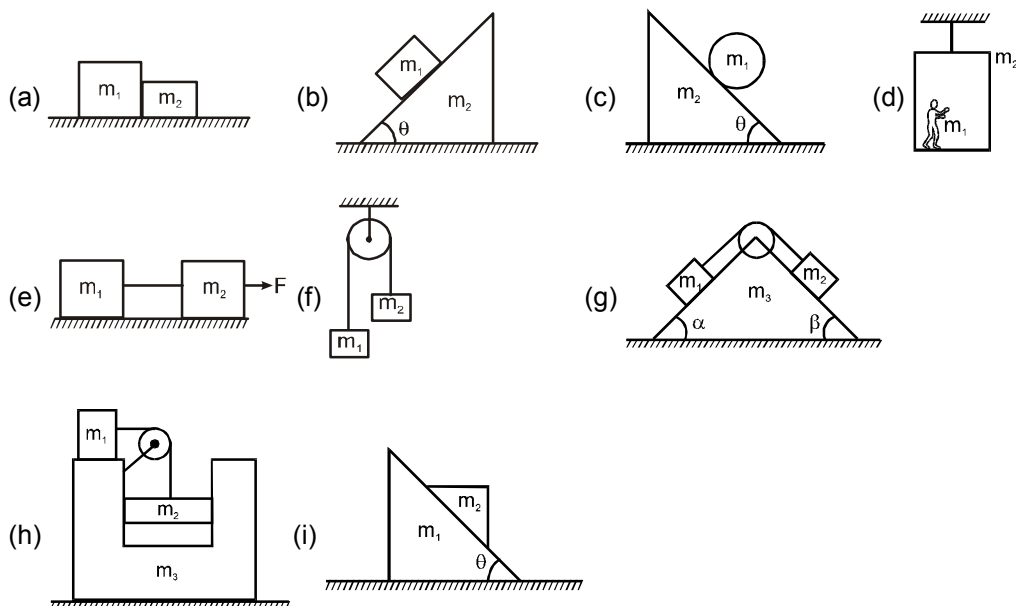 (a) m₁ m₂
(b) m₁ m₂ θ
(c) m₁ m₂ θ
(d) m₂ m₁
(e) m₁ m₂ F
(f) m₂ m₁
(g) m₁ m₂ m₃ α β
(h) m₁ m₂ m₃
(i) m₂ m₁ θ